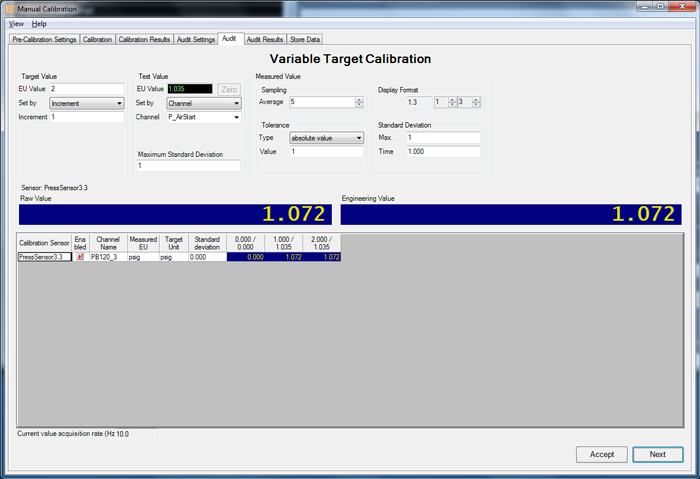 Manual Calibration
View Help
Pre-Calibration Settings Calibration Calibration Results Audit Settings Audit Audit Results Store Data
Variable Target Calibration
Target Value Test Value Measured Value
EU Value 2 EU Value 1.035 Zero Sampling Display Format
Set by Increment Set by Channel Average 5 1.3 1 3
Increment 1 Channel P_AirStart
Tolerance Standard Deviation
Type absolute value Max. 1
Maximum Standard Deviation Value 1 Time 1.000
1
Sensor: PressSensor3.3
Raw Value Engineering Value
1.072 1.072
Calibration Sensor Ena bled Channel Name Measured EU Target Unit Standard deviation 0.000 / 0.000 1.000 / 1.035 2.000 / 1.035
PressSensor3.3 PB120_3 psig psig 0.000 0.000 1.072 1.072
Current value acquisition rate (Hz 10.0
Accept Next